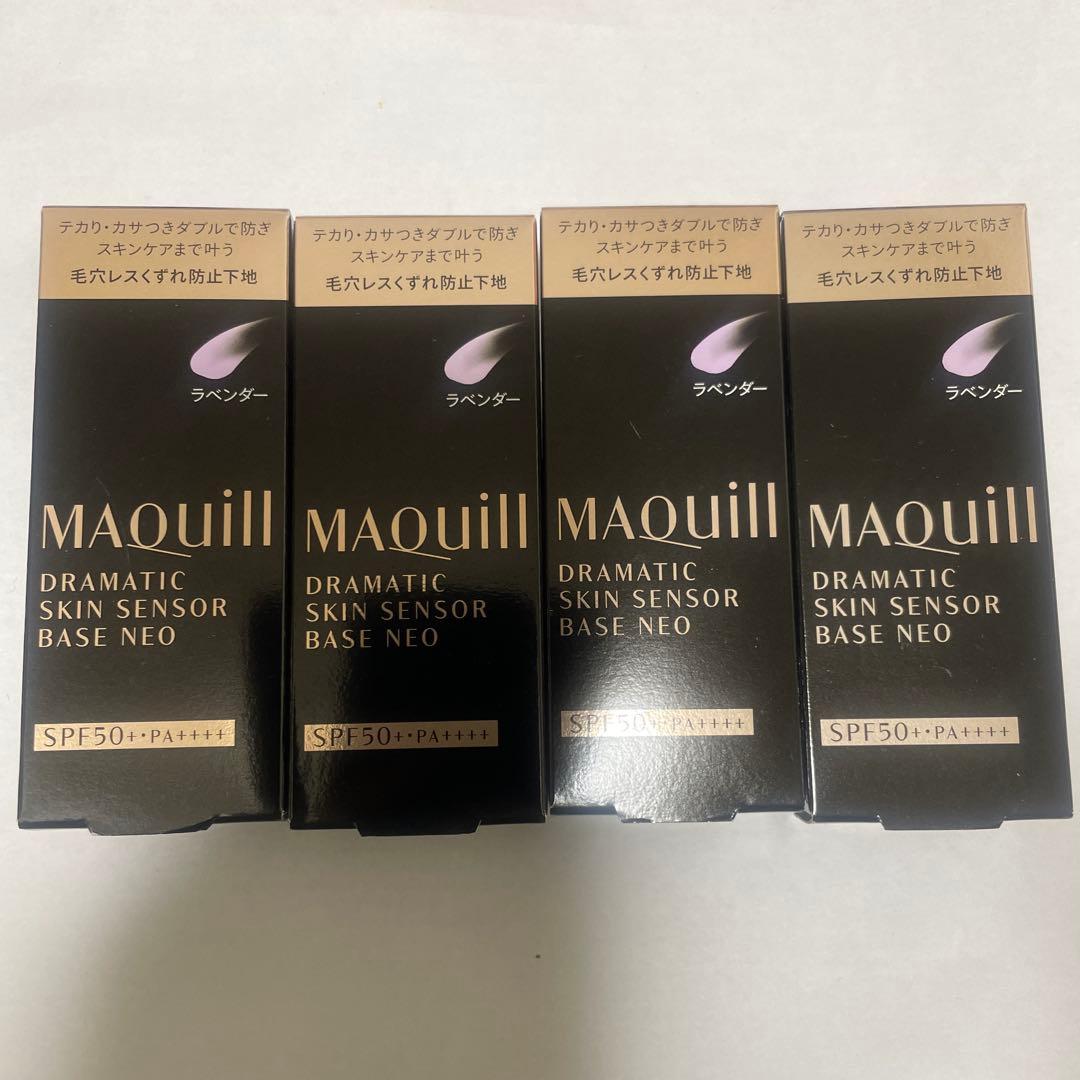 テカリ・カサつきダブルで防ぎ
スキンケアまで叶う
毛穴レスくずれ防止下地
ラベンダー
MAQuill
DRAMATIC
SKIN SENSOR
BASE NEO
SPF50+・PA++++
テカリ・カサつきダブルで防ぎ
スキンケアまで叶う
毛穴レスくずれ防止下地
ラベンダー
MAQuill
DRAMATIC
SKIN SENSOR
BASE NEO
SPF50+・PA++++
テカリ・カサつきダブルで防ぎ
スキンケアまで叶う
毛穴レスくずれ防止下地
ラベンダー
MAQuill
DRAMATIC
SKIN SENSOR
BASE NEO
SPF50+・PA++++
テカリ・カサつきダブルで防ぎ
スキンケアまで叶う
毛穴レスくずれ防止下地
ラベンダー
MAQuill
DRAMATIC
SKIN SENSOR
BASE NEO
SPF50+・PA++++